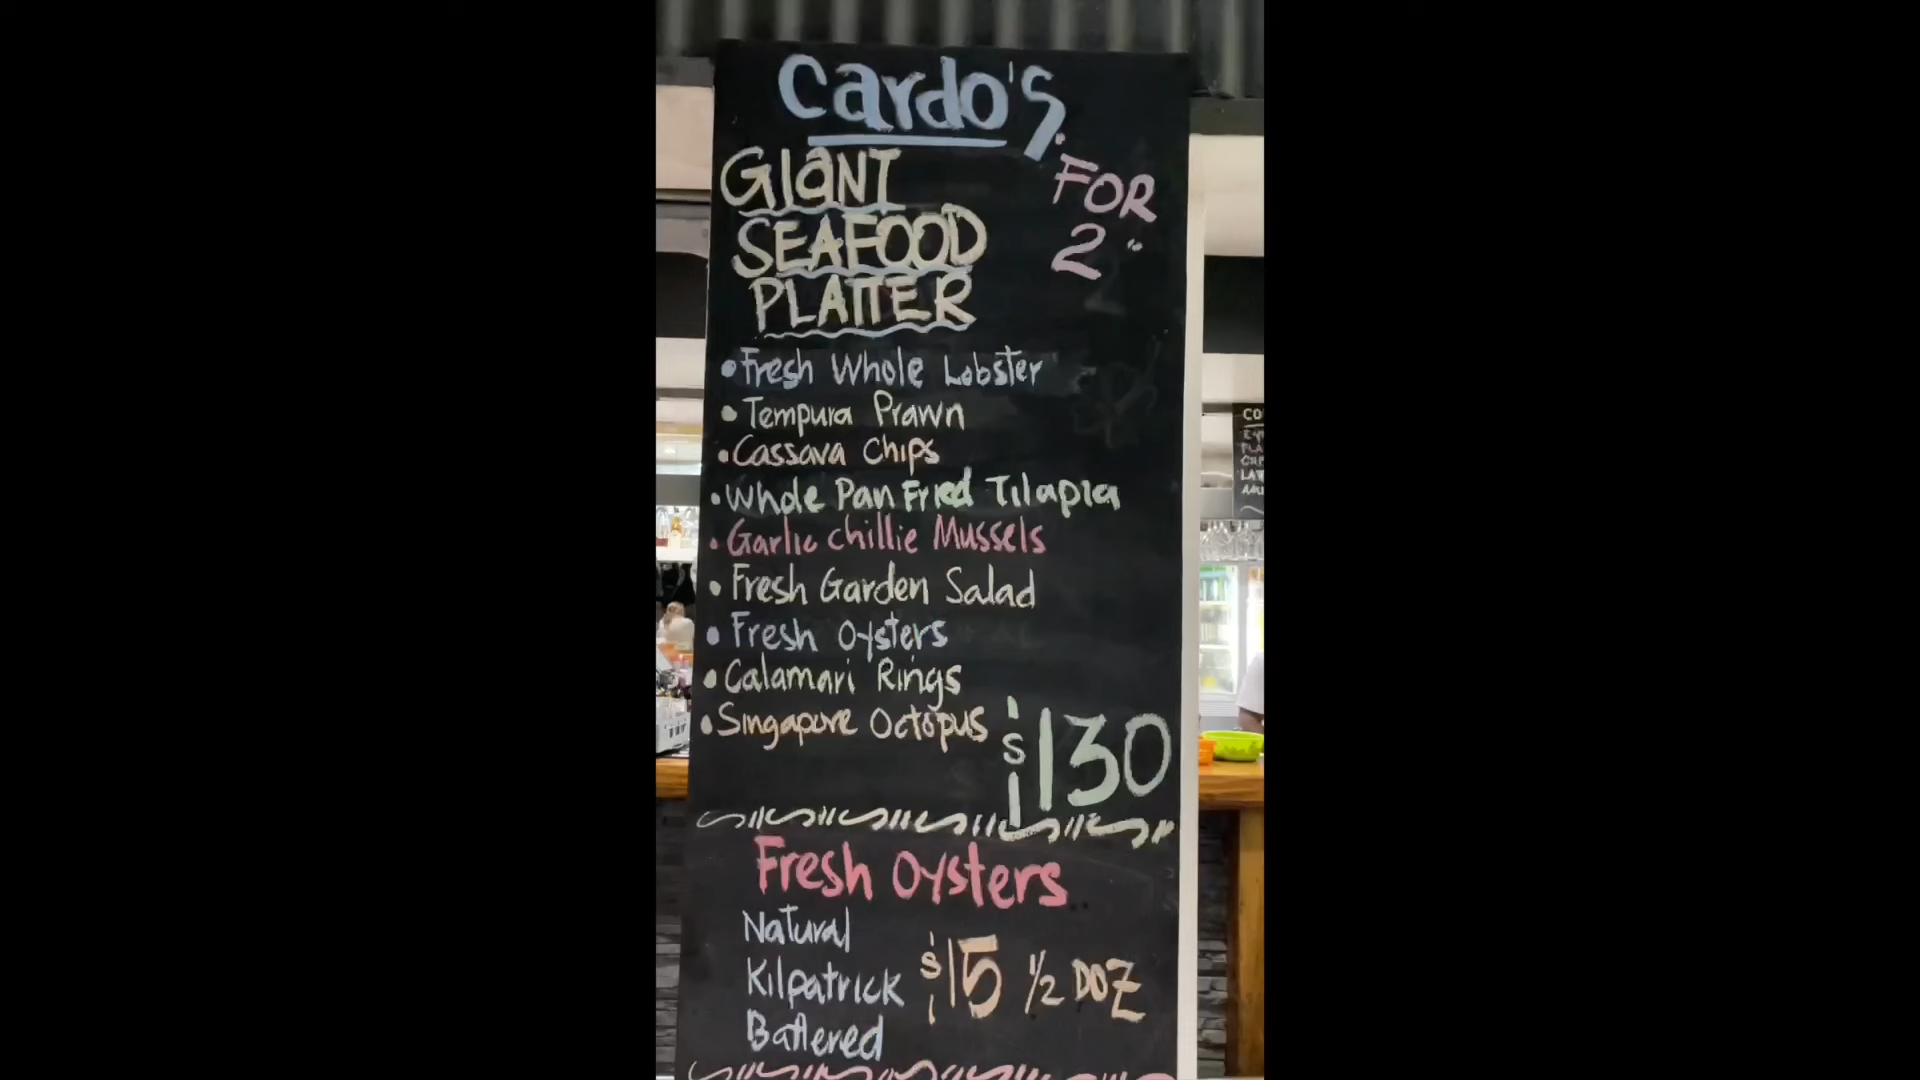 Cardo's
GIaNT
SEAFOOD
PLATTER
FOR
2
• Fresh Whole Lobster
• Tempura Prawn
• Cassava Chips
• Whole Pan Fried Tilapia
• Garlic Chillie Mussels
• Fresh Garden Salad
• Fresh Oysters
• Calamari Rings
• Singapore Octopus
$130
Fresh Oysters
Natural
Kilpatrick $15 1/2 DOZ
Battered